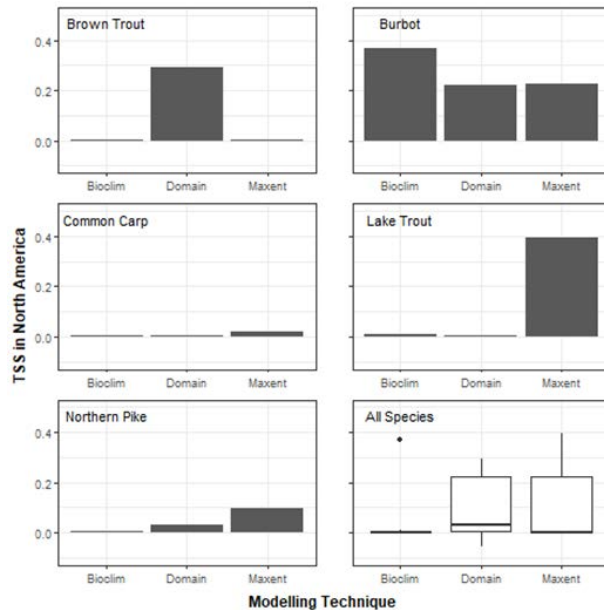 Brown Trout
Burbot
0.4
0.2
0.0
Bioclim Domain Maxent
Bioclim Domain Maxent
Common Carp
Lake Trout
0.4
0.2
0.0
Bioclim Domain Maxent
Bioclim Domain Maxent
Northern Pike
All Species
0.4
0.2
0.0
Bioclim Domain Maxent
Bioclim Domain Maxent
TSS in North America
Modelling Technique